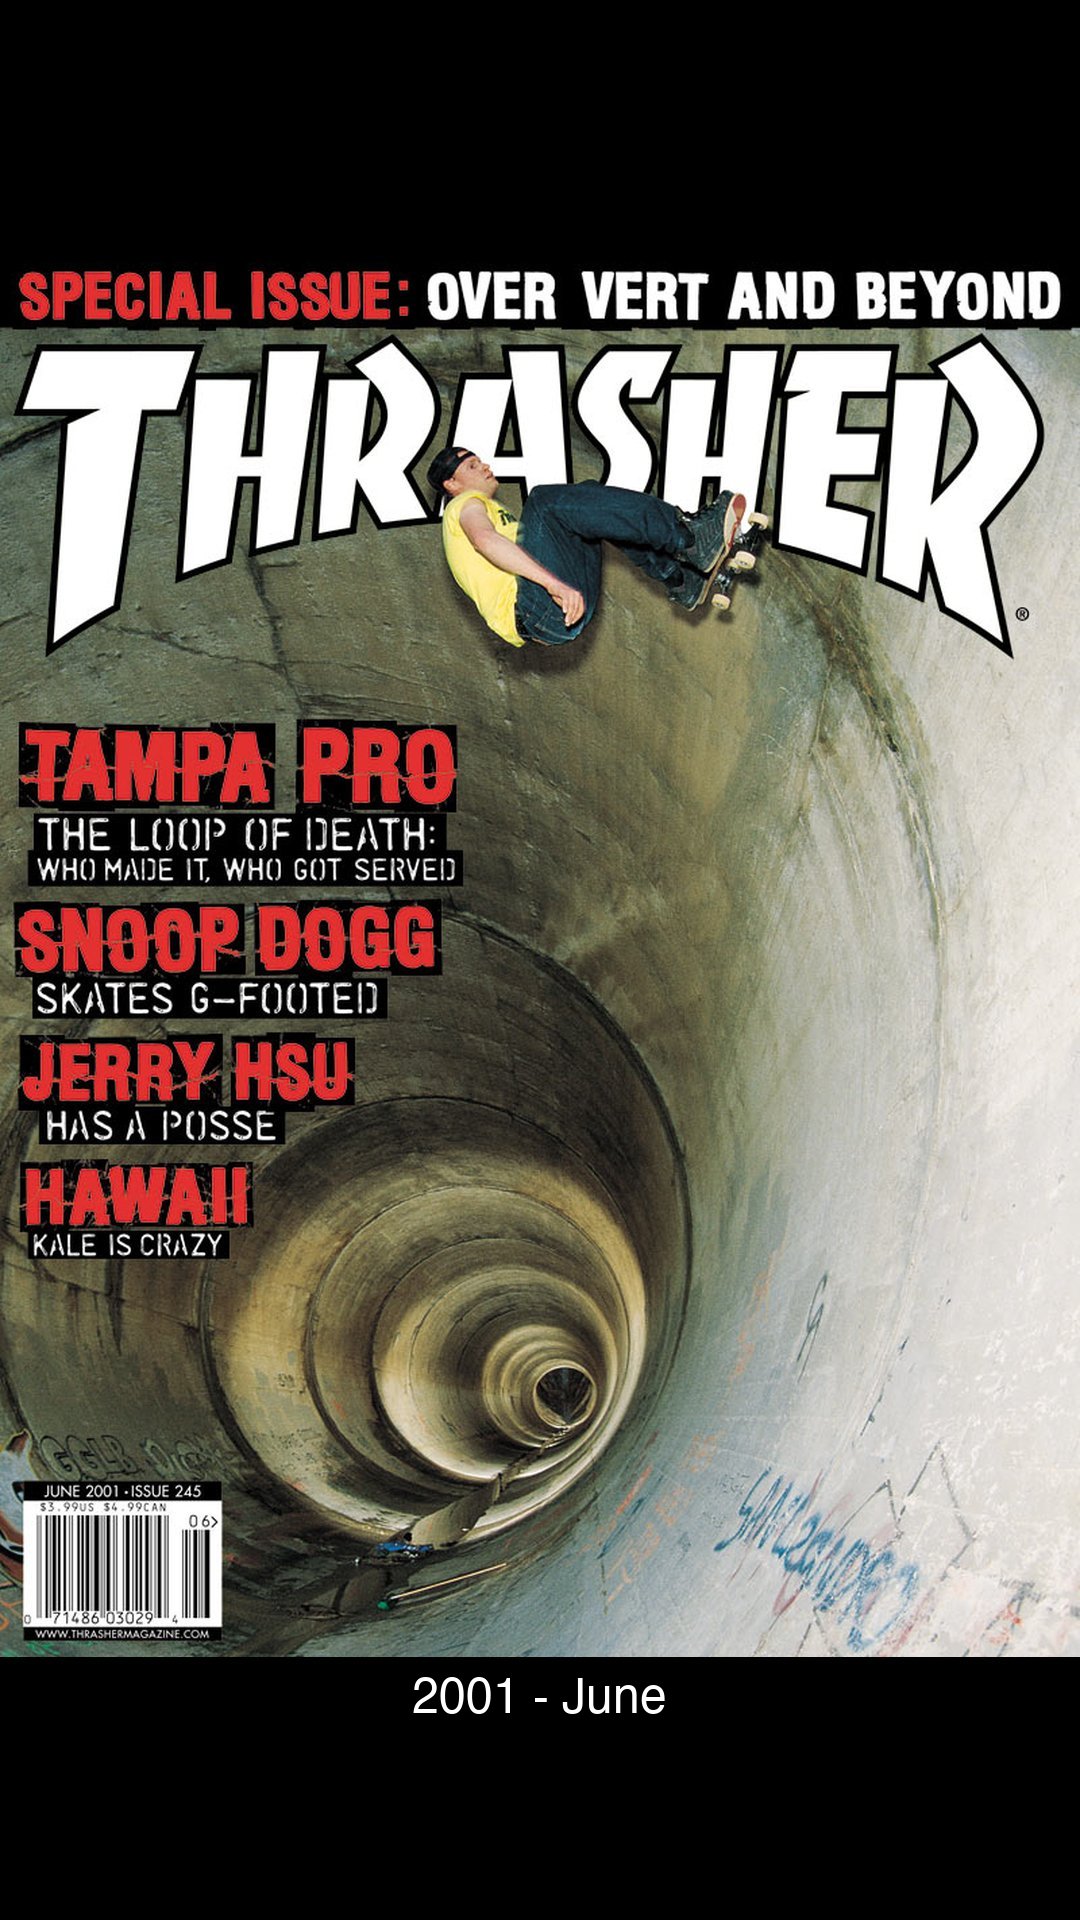 SPECIAL ISSUE: OVER VERT AND BEYOND
THRASHER
®
TAMPA PRO
THE LOOP OF DEATH:
WHO MADE IT, WHO GOT SERVED
SNOOP DOGG
SKATES G-FOOTED
JERRY HSU
HAS A POSSE
HAWAII
KALE IS CRAZY
JUNE 2001 · ISSUE 245
$3.99US $4.99CAN
06>
0 71486 03029 4
WWW.THRASHERMAGAZINE.COM
2001 - June